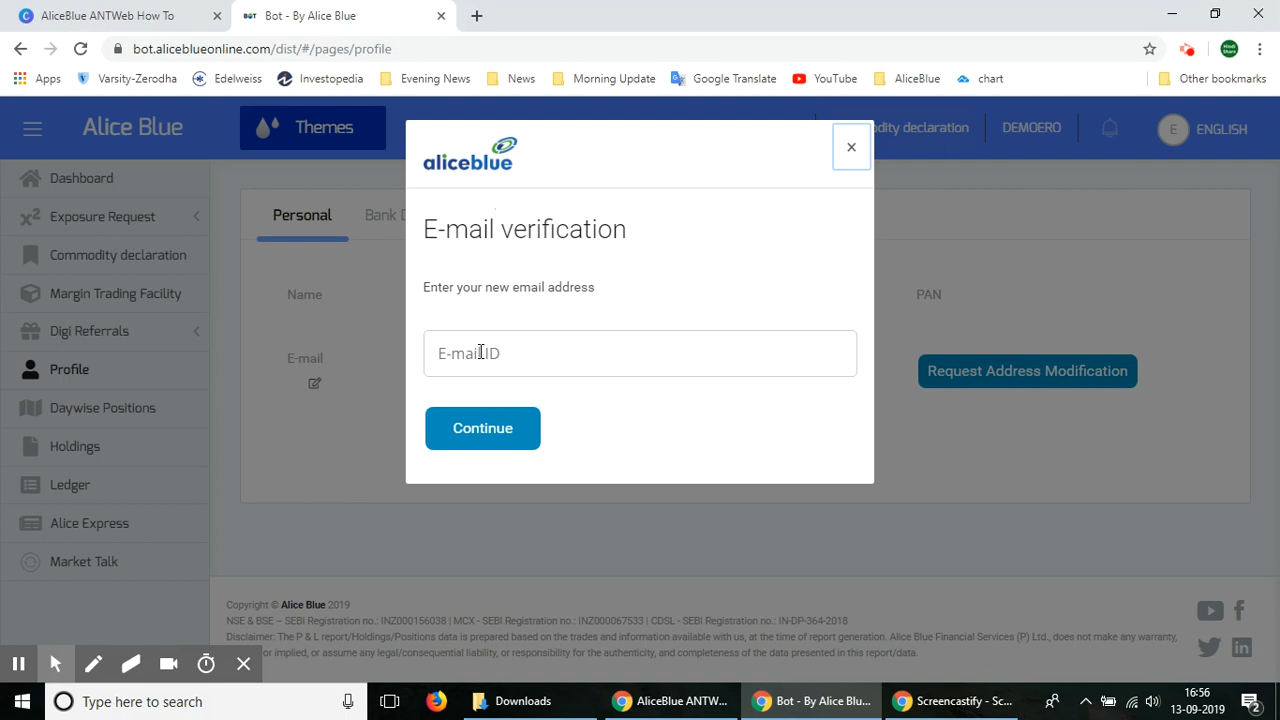 AliceBlue ANTWeb How To
BOT Bot - By Alice Blue
bot.aliceblueonline.com/dist/#/pages/profile
Apps Varsity-Zerodha Edelweiss Investopedia Evening News News Morning Update Google Translate YouTube AliceBlue chart Other bookmarks
Alice Blue Themes dity declaration DEMOERO E ENGLISH
aliceblue
Dashboard
Exposure Request
Commodity declaration
Margin Trading Facility
Digi Referrals
Profile
Daywise Positions
Holdings
Ledger
Alice Express
Market Talk
Personal Bank D
E-mail verification
Enter your new email address
Name PAN
E-mail ID
E-mail
Request Address Modification
Continue
Copyright © Alice Blue 2019
NSE & BSE – SEBI Registration no.: INZ000156038 | MCX - SEBI Registration no.: INZ000067533 | CDSL - SEBI Registration no.: IN-DP-364-2018
Disclaimer: The P & L report/Holdings/Positions data is prepared based on the trades and information available with us, at the time of report generation. Alice Blue Financial Services (P) Ltd., does not make any warranty,
or implied, or assume any legal/consequential liability, or responsibility for the authenticity, and completeness of the data presented in this report/data.
Type here to search Downloads AliceBlue ANTW... Bot - By Alice Blu... Screencastify - Sc... 16:56
13-09-2019
2